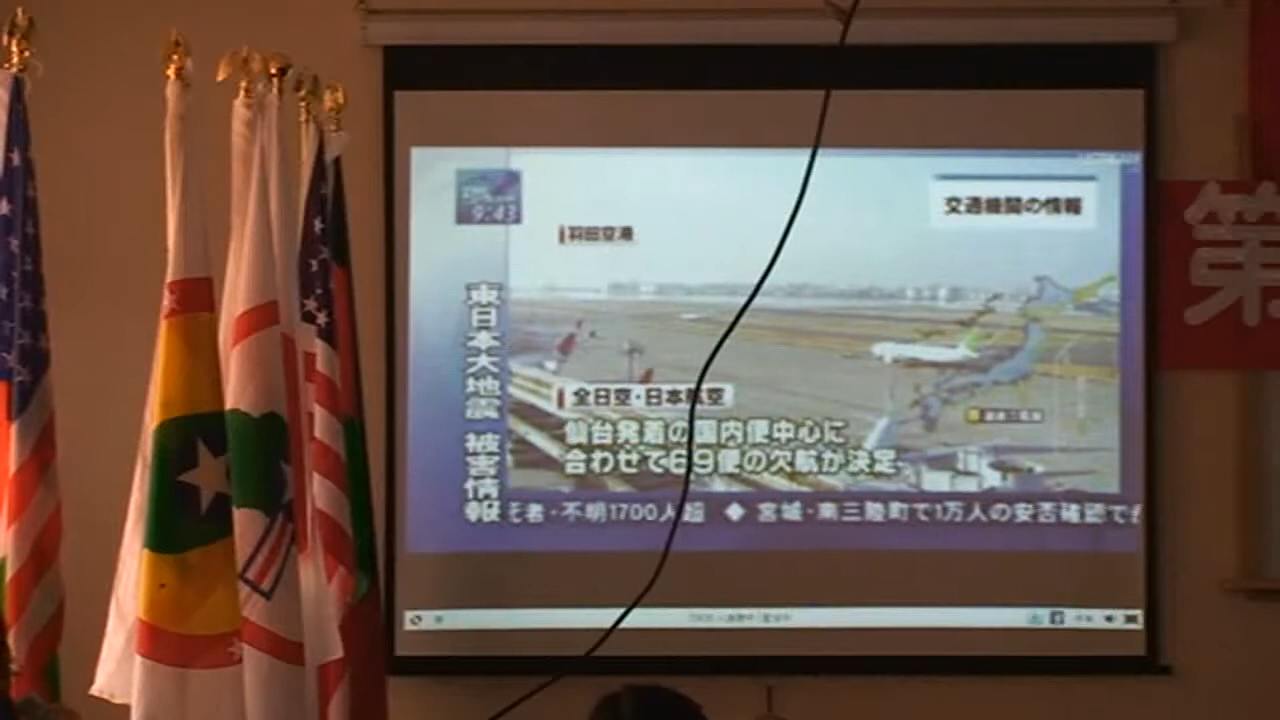 9:43
交通機関の情報
羽田空港
東日本大地震 被害情報
全日空・日本航空
仙台発着の国内便中心に
合わせて69便の欠航が決定
者・不明1700人超 ◆ 宮城・南三陸町で1万人の安否確認でき
第